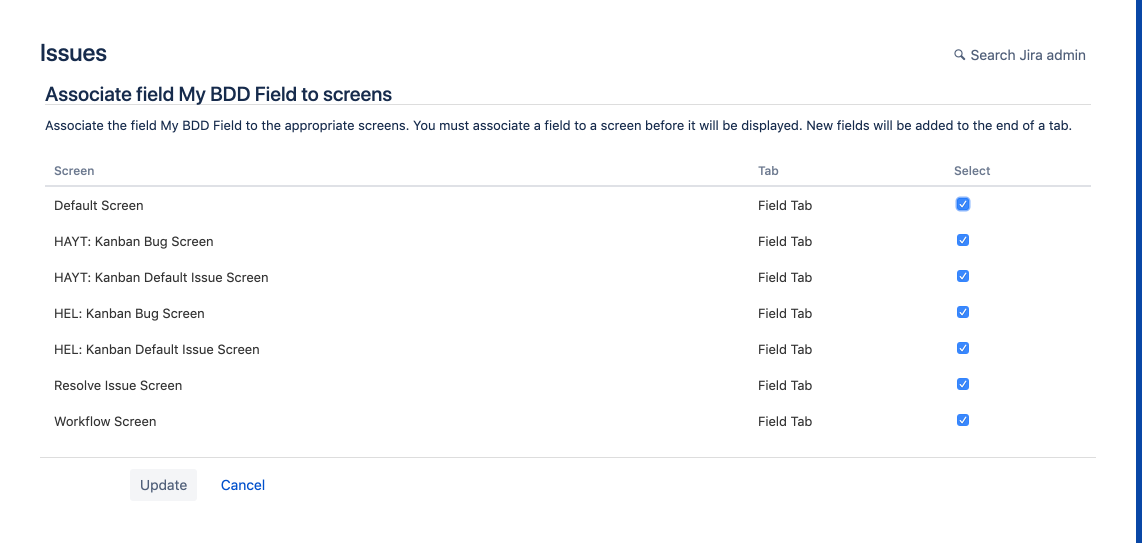 Issues
Search Jira admin
Associate field My BDD Field to screens
Associate the field My BDD Field to the appropriate screens. You must associate a field to a screen before it will be displayed. New fields will be added to the end of a tab.
Screen Tab Select
Default Screen Field Tab
HAYT: Kanban Bug Screen Field Tab
HAYT: Kanban Default Issue Screen Field Tab
HEL: Kanban Bug Screen Field Tab
HEL: Kanban Default Issue Screen Field Tab
Resolve Issue Screen Field Tab
Workflow Screen Field Tab
Update Cancel